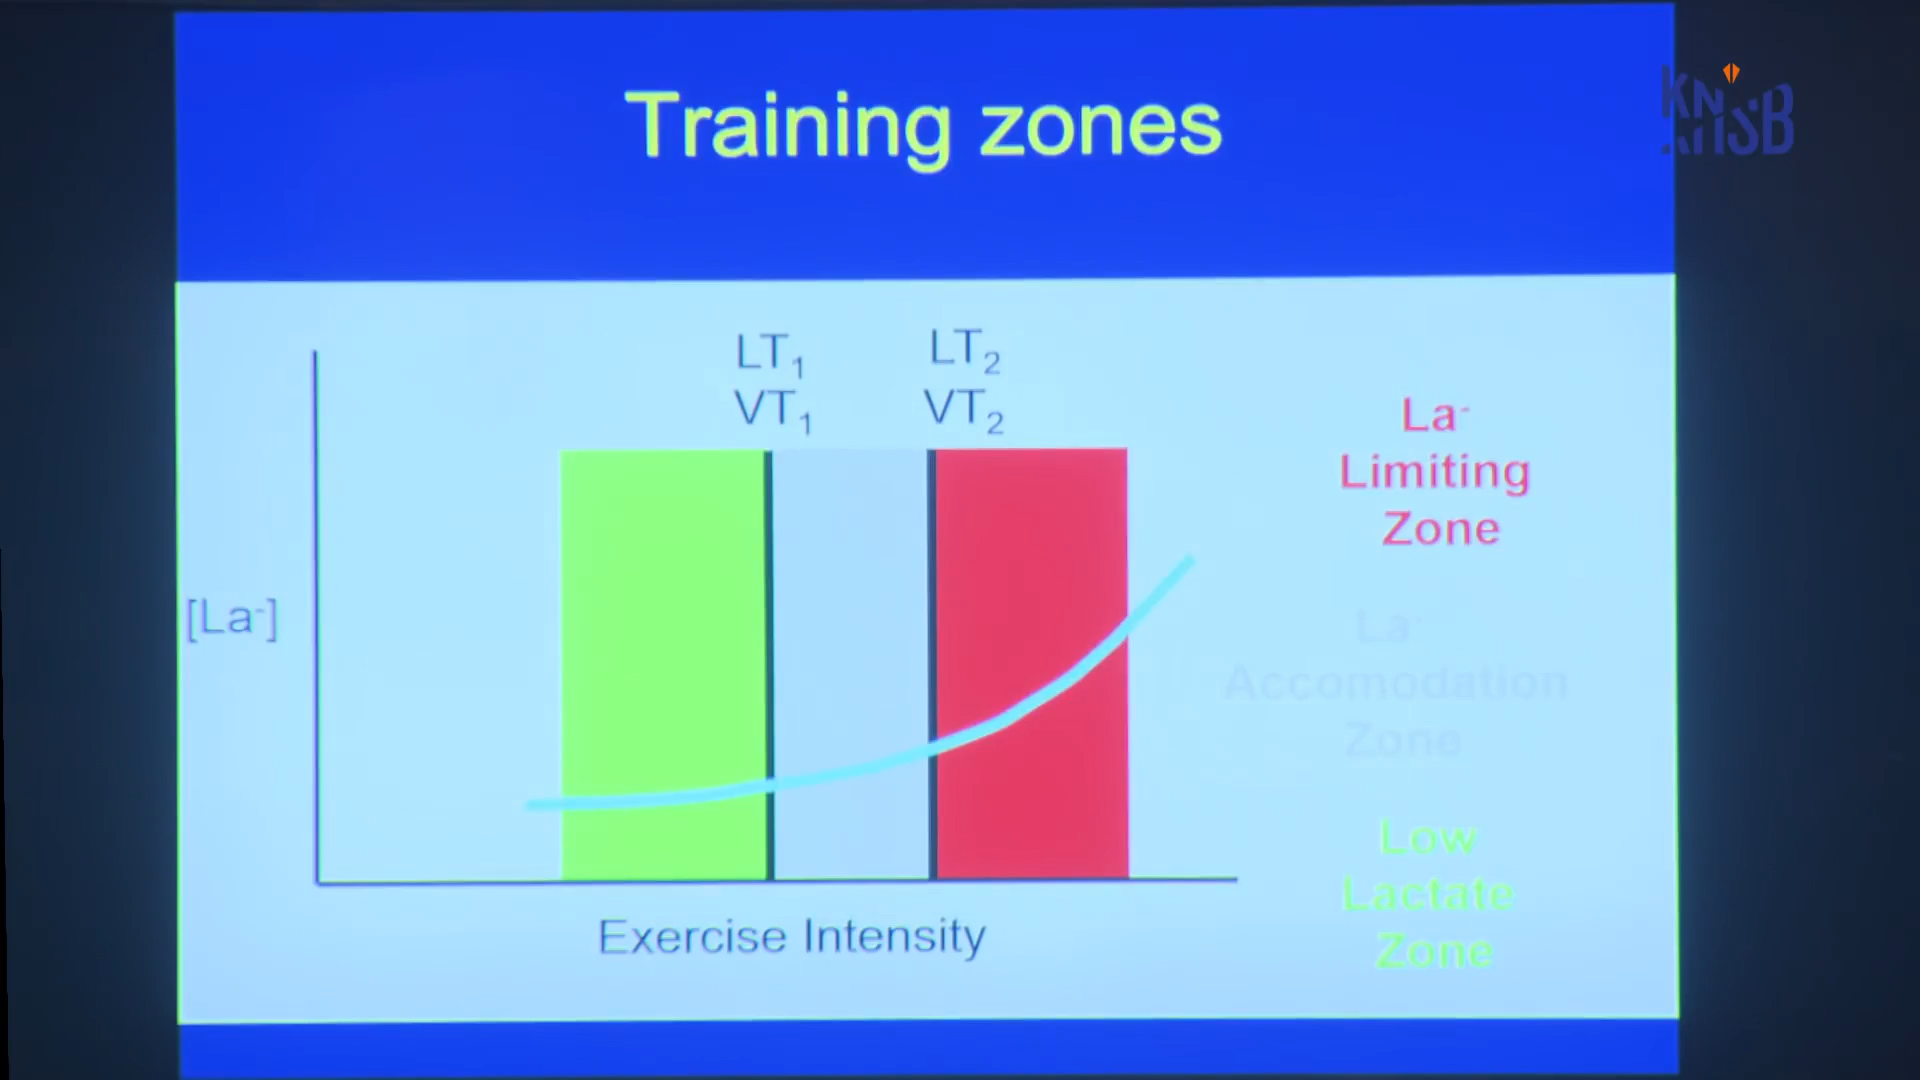 Training zones
KNSB
LT₁
VT₁
LT₂
VT₂
[La⁻]
Exercise Intensity
La⁻
Limiting
Zone
La⁻
Accomodation
Zone
Low
Lactate
Zone